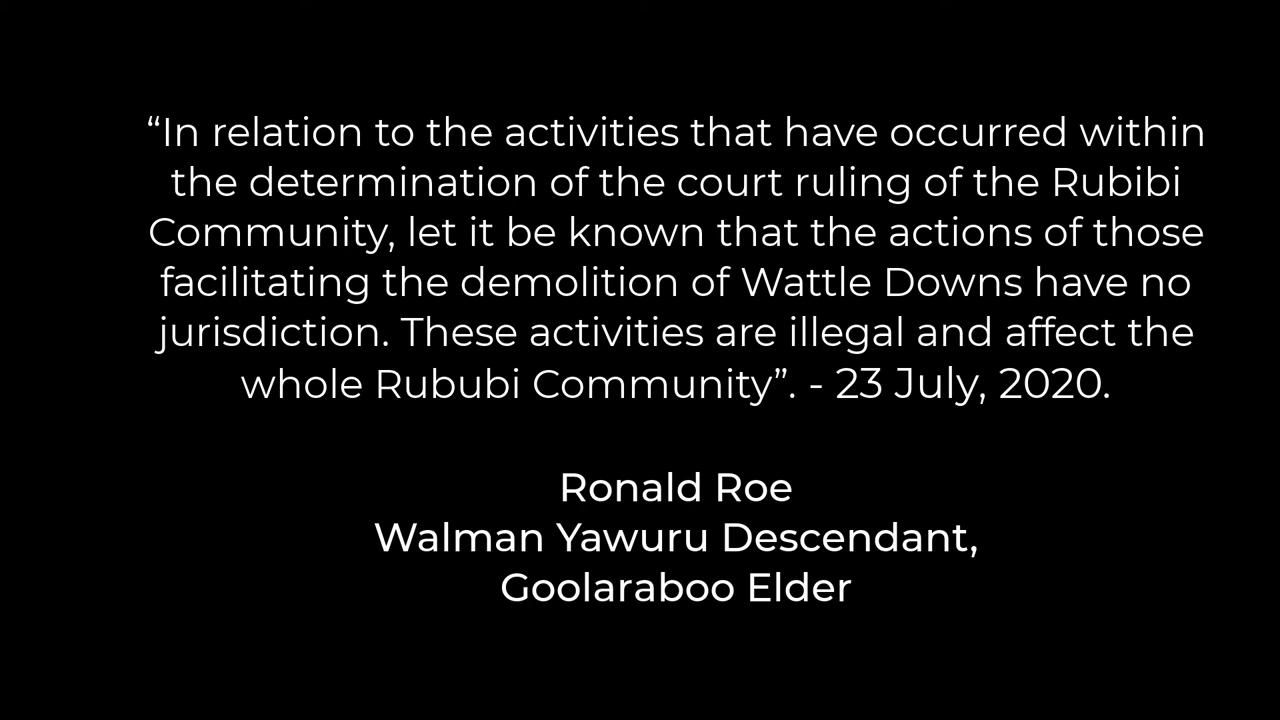 “In relation to the activities that have occurred within
the determination of the court ruling of the Rubibi
Community, let it be known that the actions of those
facilitating the demolition of Wattle Downs have no
jurisdiction. These activities are illegal and affect the
whole Rububi Community”. - 23 July, 2020.
Ronald Roe
Walman Yawuru Descendant,
Goolaraboo Elder